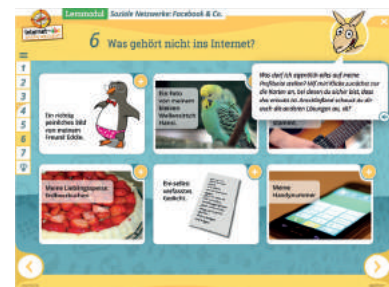 Lernmodul Soziale Netzwerke: Facebook & Co.
internet-abc
6 Was gehört nicht ins Internet?
Was darf ich eigentlich alles auf meine
Profilseite stellen? Hilf mir! Klicke zunächst nur
die Karten an, bei denen du sicher bist, dass
das erlaubt ist. Anschließend schaust du dir
auch die anderen Lösungen an, ok?
1
2
3
4
5
6
7
Ein richtig
peinliches Bild
von meinem
Freund Eddie.
Ein Foto
von meinem
kleinen
Wellensittich
Hansi.
Meine Lieblingsspeise:
Erdbeerkuchen
Ein selbst
verfasstes
Gedicht.
Meine
Handynummer